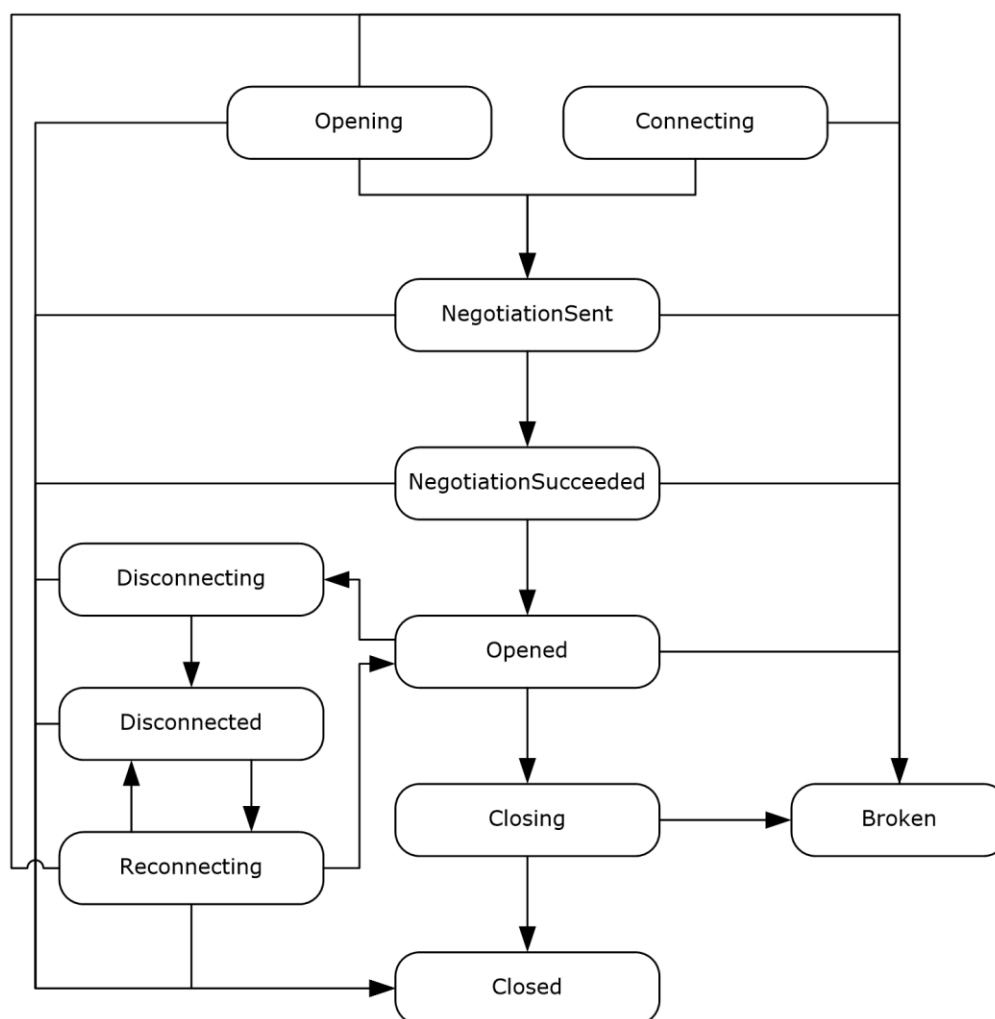 Opening
Connecting
NegotiationSent
NegotiationSucceeded
Disconnecting
Opened
Disconnected
Closing
Broken
Reconnecting
Closed